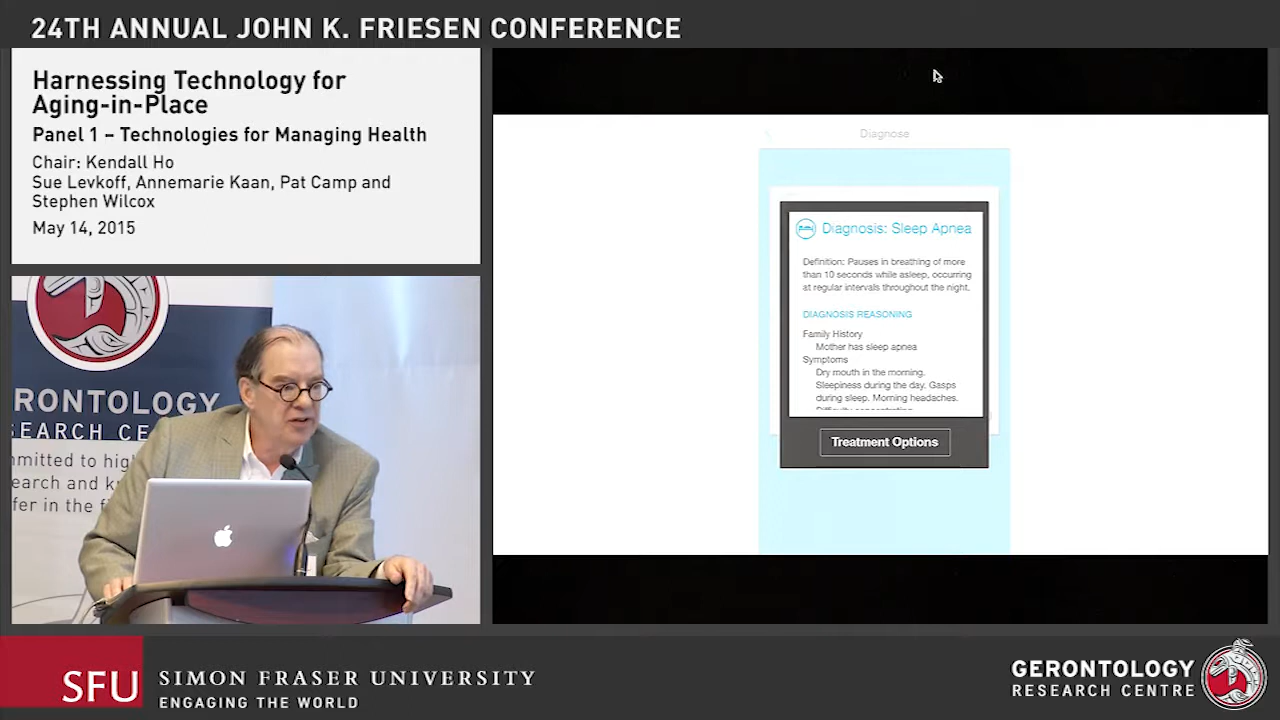 24TH ANNUAL JOHN K. FRIESEN CONFERENCE
Harnessing Technology for
Aging-in-Place
Panel 1 – Technologies for Managing Health
Chair: Kendall Ho
Sue Levkoff, Annemarie Kaan, Pat Camp and
Stephen Wilcox
May 14, 2015
Diagnose
Diagnosis: Sleep Apnea
Definition: Pauses in breathing of more
than 10 seconds while asleep, occurring
at regular intervals throughout the night.
DIAGNOSIS REASONING
Family History
Mother has sleep apnea
Symptoms
Dry mouth in the morning.
Sleepiness during the day. Gasps
during sleep. Morning headaches.
Difficulty concentrating
Treatment Options
RONTOLOGY
SEARCH CE
mmitted to hig
earch and k
fer in the f
SFU
SIMON FRASER UNIVERSITY
ENGAGING THE WORLD
GERONTOLOGY
RESEARCH CENTRE